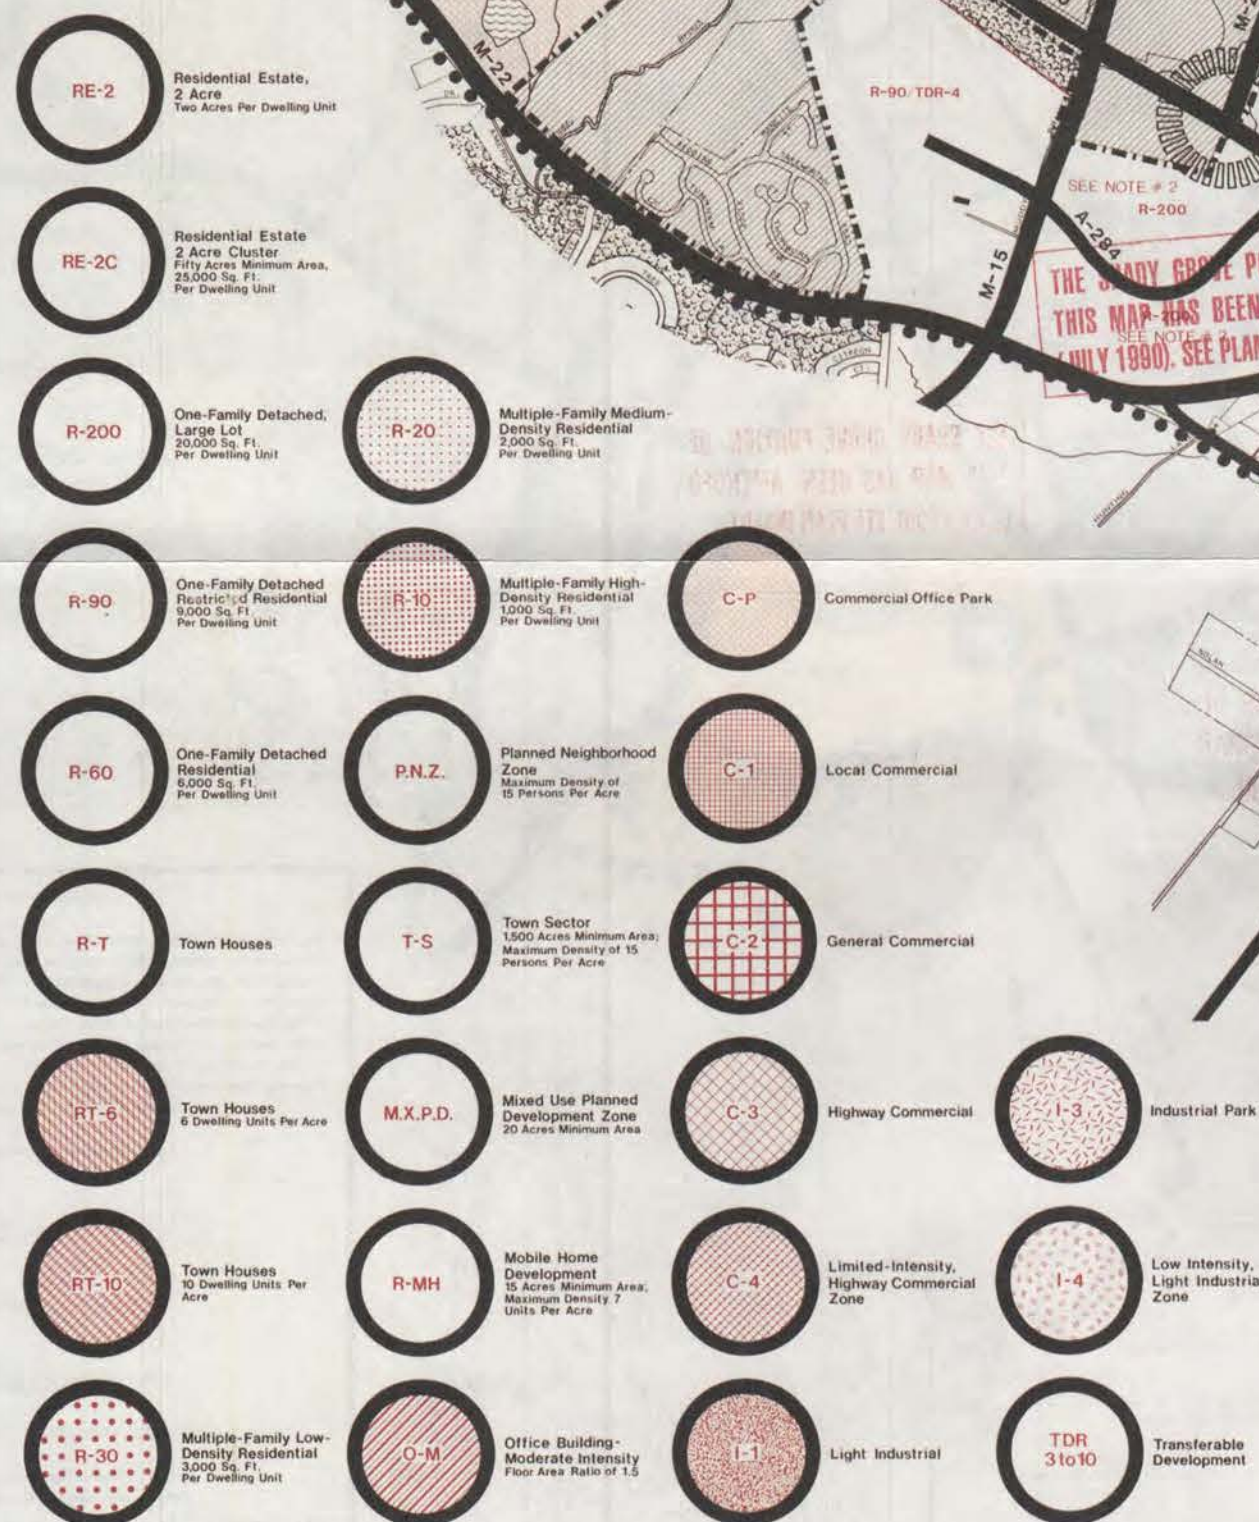 RE-2
Residential Estate,
2 Acre
Two Acres Per Dwelling Unit
RE-2C
Residential Estate
2 Acre Cluster
Fifty Acres Minimum Area,
25,000 Sq. Ft.
Per Dwelling Unit
R-200
One-Family Detached,
Large Lot
20,000 Sq. Ft.
Per Dwelling Unit
R-90
One-Family Detached
Restricted Residential
9,000 Sq. Ft.
Per Dwelling Unit
R-60
One-Family Detached
Residential
6,000 Sq. Ft.
Per Dwelling Unit
R-T
Town Houses
RT-6
Town Houses
6 Dwelling Units Per Acre
RT-10
Town Houses
10 Dwelling Units Per
Acre
R-30
Multiple-Family Low-
Density Residential
3,000 Sq. Ft.
Per Dwelling Unit
R-20
Multiple-Family Medium-
Density Residential
2,000 Sq. Ft.
Per Dwelling Unit
R-10
Multiple-Family High-
Density Residential
1,000 Sq. Ft.
Per Dwelling Unit
P.N.Z.
Planned Neighborhood
Zone
Maximum Density of
15 Persons Per Acre
T-S
Town Sector
1,500 Acres Minimum Area;
Maximum Density of 15
Persons Per Acre
M.X.P.D.
Mixed Use Planned
Development Zone
20 Acres Minimum Area
R-MH
Mobile Home
Development
15 Acres Minimum Area;
Maximum Density 7
Units Per Acre
O-M
Office Building-
Moderate Intensity
Floor Area Ratio of 1.5
C-P
Commercial Office Park
C-1
Local Commercial
C-2
General Commercial
C-3
Highway Commercial
C-4
Limited-Intensity,
Highway Commercial
Zone
I-1
Light Industrial
I-3
Industrial Park
I-4
Low Intensity,
Light Industria
Zone
TDR
3 to 10
Transferable
Development
M-22
R-90/TDR-4
SEE NOTE # 2
R-200
A-284
M-15
THE SHADY GROVE P
THIS MAP HAS BEEN
(JULY 1990). SEE PLAN
R-200
SEE NOTE # 2
HUNTING
NOLAN